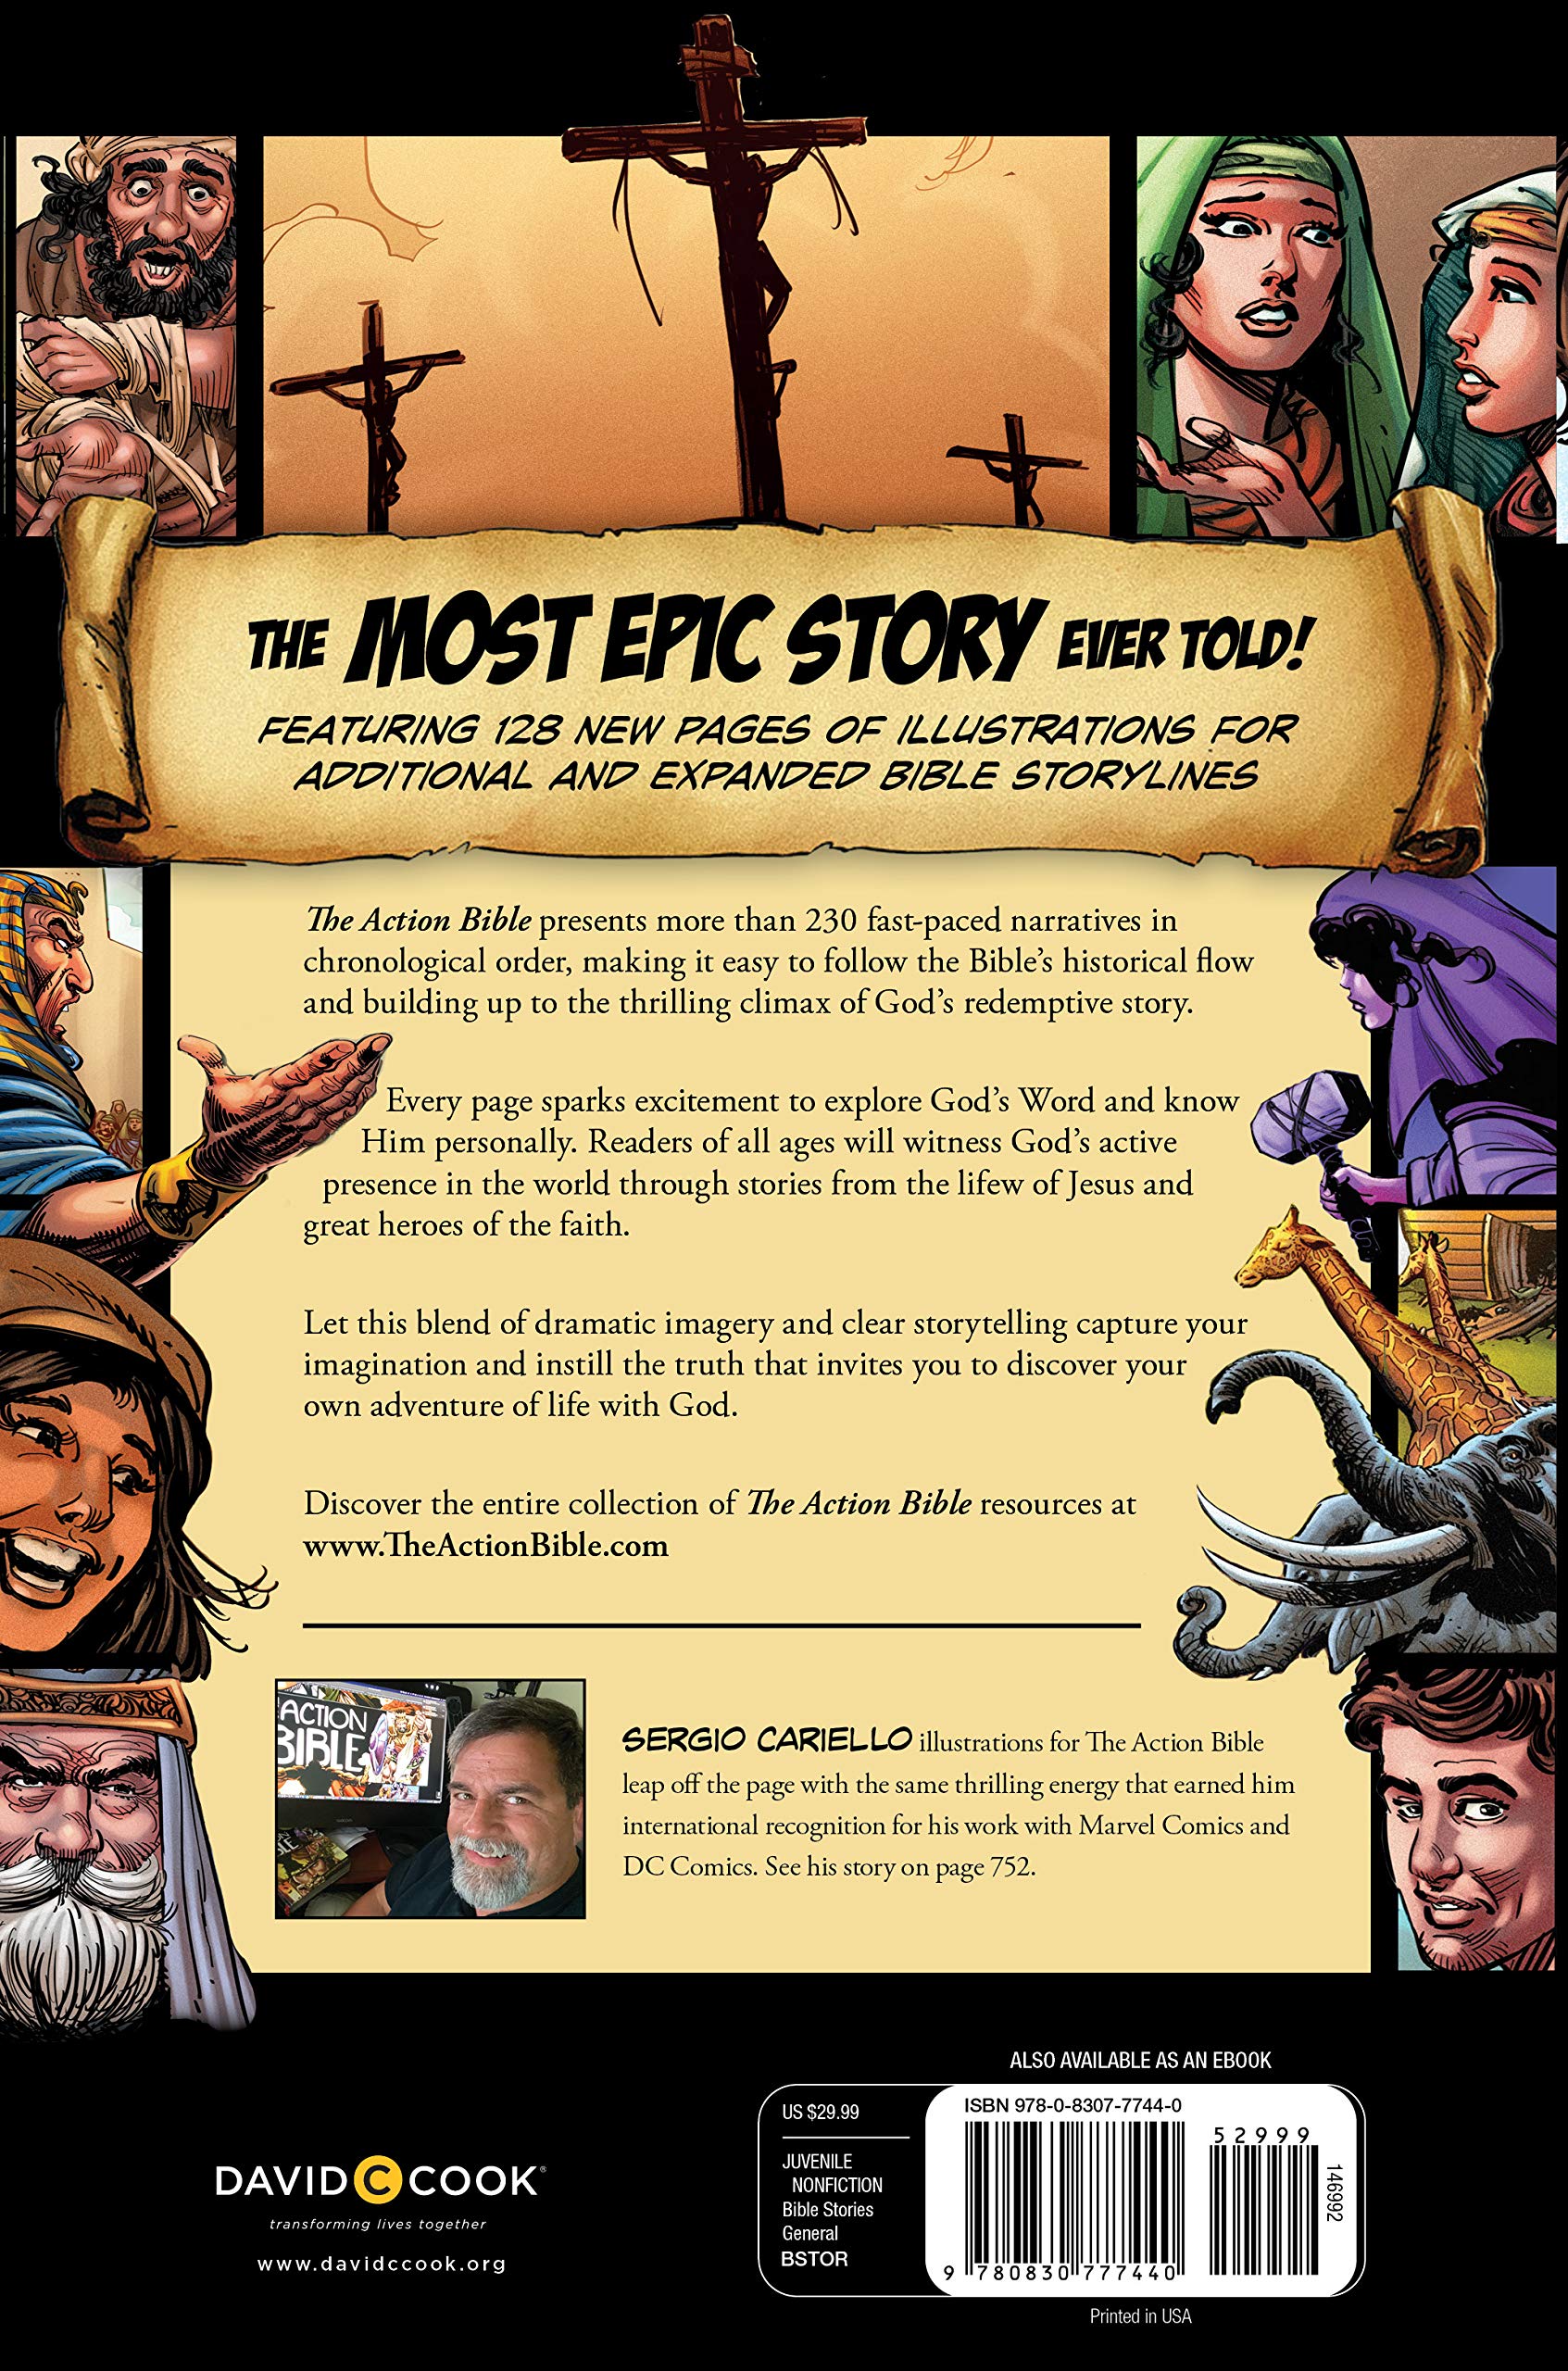 THE MOST EPIC STORY EVER TOLD!
FEATURING 128 NEW PAGES OF ILLUSTRATIONS FOR
ADDITIONAL AND EXPANDED BIBLE STORYLINES
The Action Bible presents more than 230 fast-paced narratives in
chronological order, making it easy to follow the Bible's historical flow
and building up to the thrilling climax of God's redemptive story.
Every page sparks excitement to explore God's Word and know
Him personally. Readers of all ages will witness God's active
presence in the world through stories from the lifew of Jesus and
great heroes of the faith.
Let this blend of dramatic imagery and clear storytelling capture your
imagination and instill the truth that invites you to discover your
own adventure of life with God.
Discover the entire collection of The Action Bible resources at
www.TheActionBible.com
ACTION
BIBLE
SERGIO CARIELLO illustrations for The Action Bible
leap off the page with the same thrilling energy that earned him
international recognition for his work with Marvel Comics and
DC Comics. See his story on page 752.
DAVID C COOK®
transforming lives together
www.davidccook.org
ALSO AVAILABLE AS AN EBOOK
US $29.99
JUVENILE
NONFICTION
Bible Stories
General
BSTOR
ISBN 978-0-8307-7744-0
9 780830 777440
52999
146992
Printed in USA